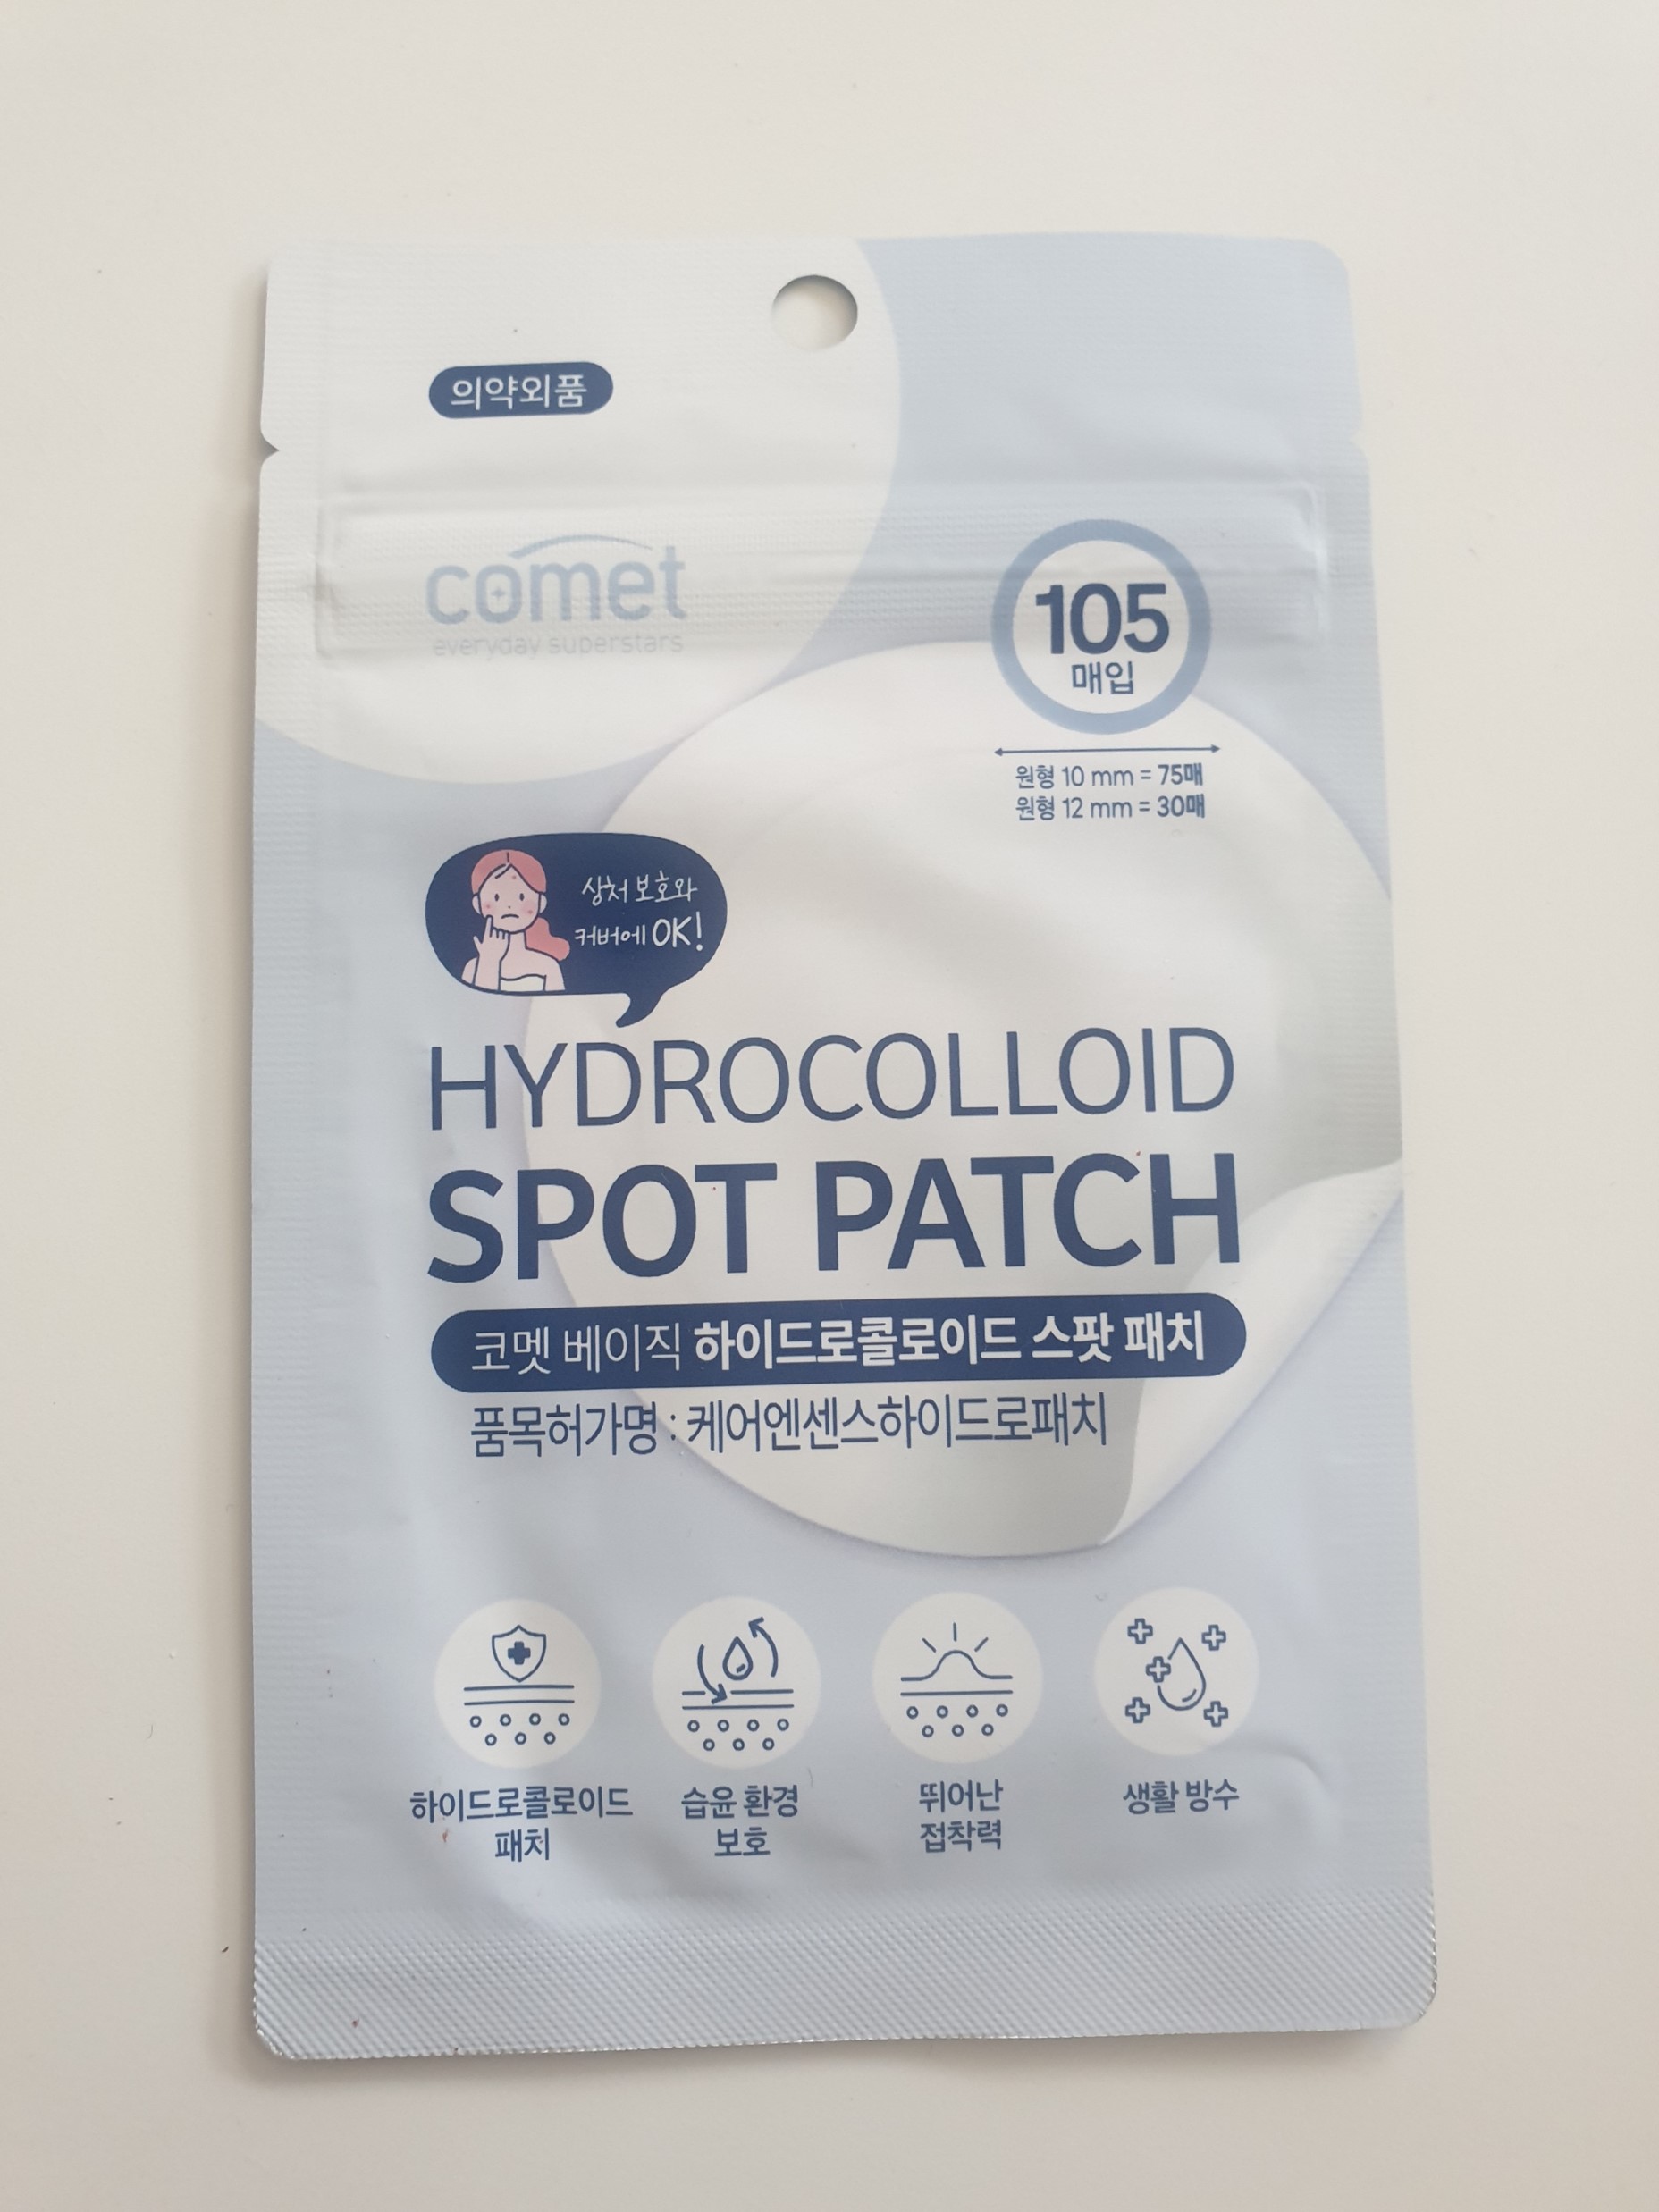 의약외품
comet
everyday superstars
105
매입
원형 10 mm = 75매
원형 12 mm = 30매
상처 보호와
커버에 OK!
HYDROCOLLOID
SPOT PATCH
코멧 베이직 하이드로콜로이드 스팟 패치
품목허가명 : 케어엔센스하이드로패치
하이드로콜로이드
패치
습윤 환경
보호
뛰어난
접착력
생활 방수